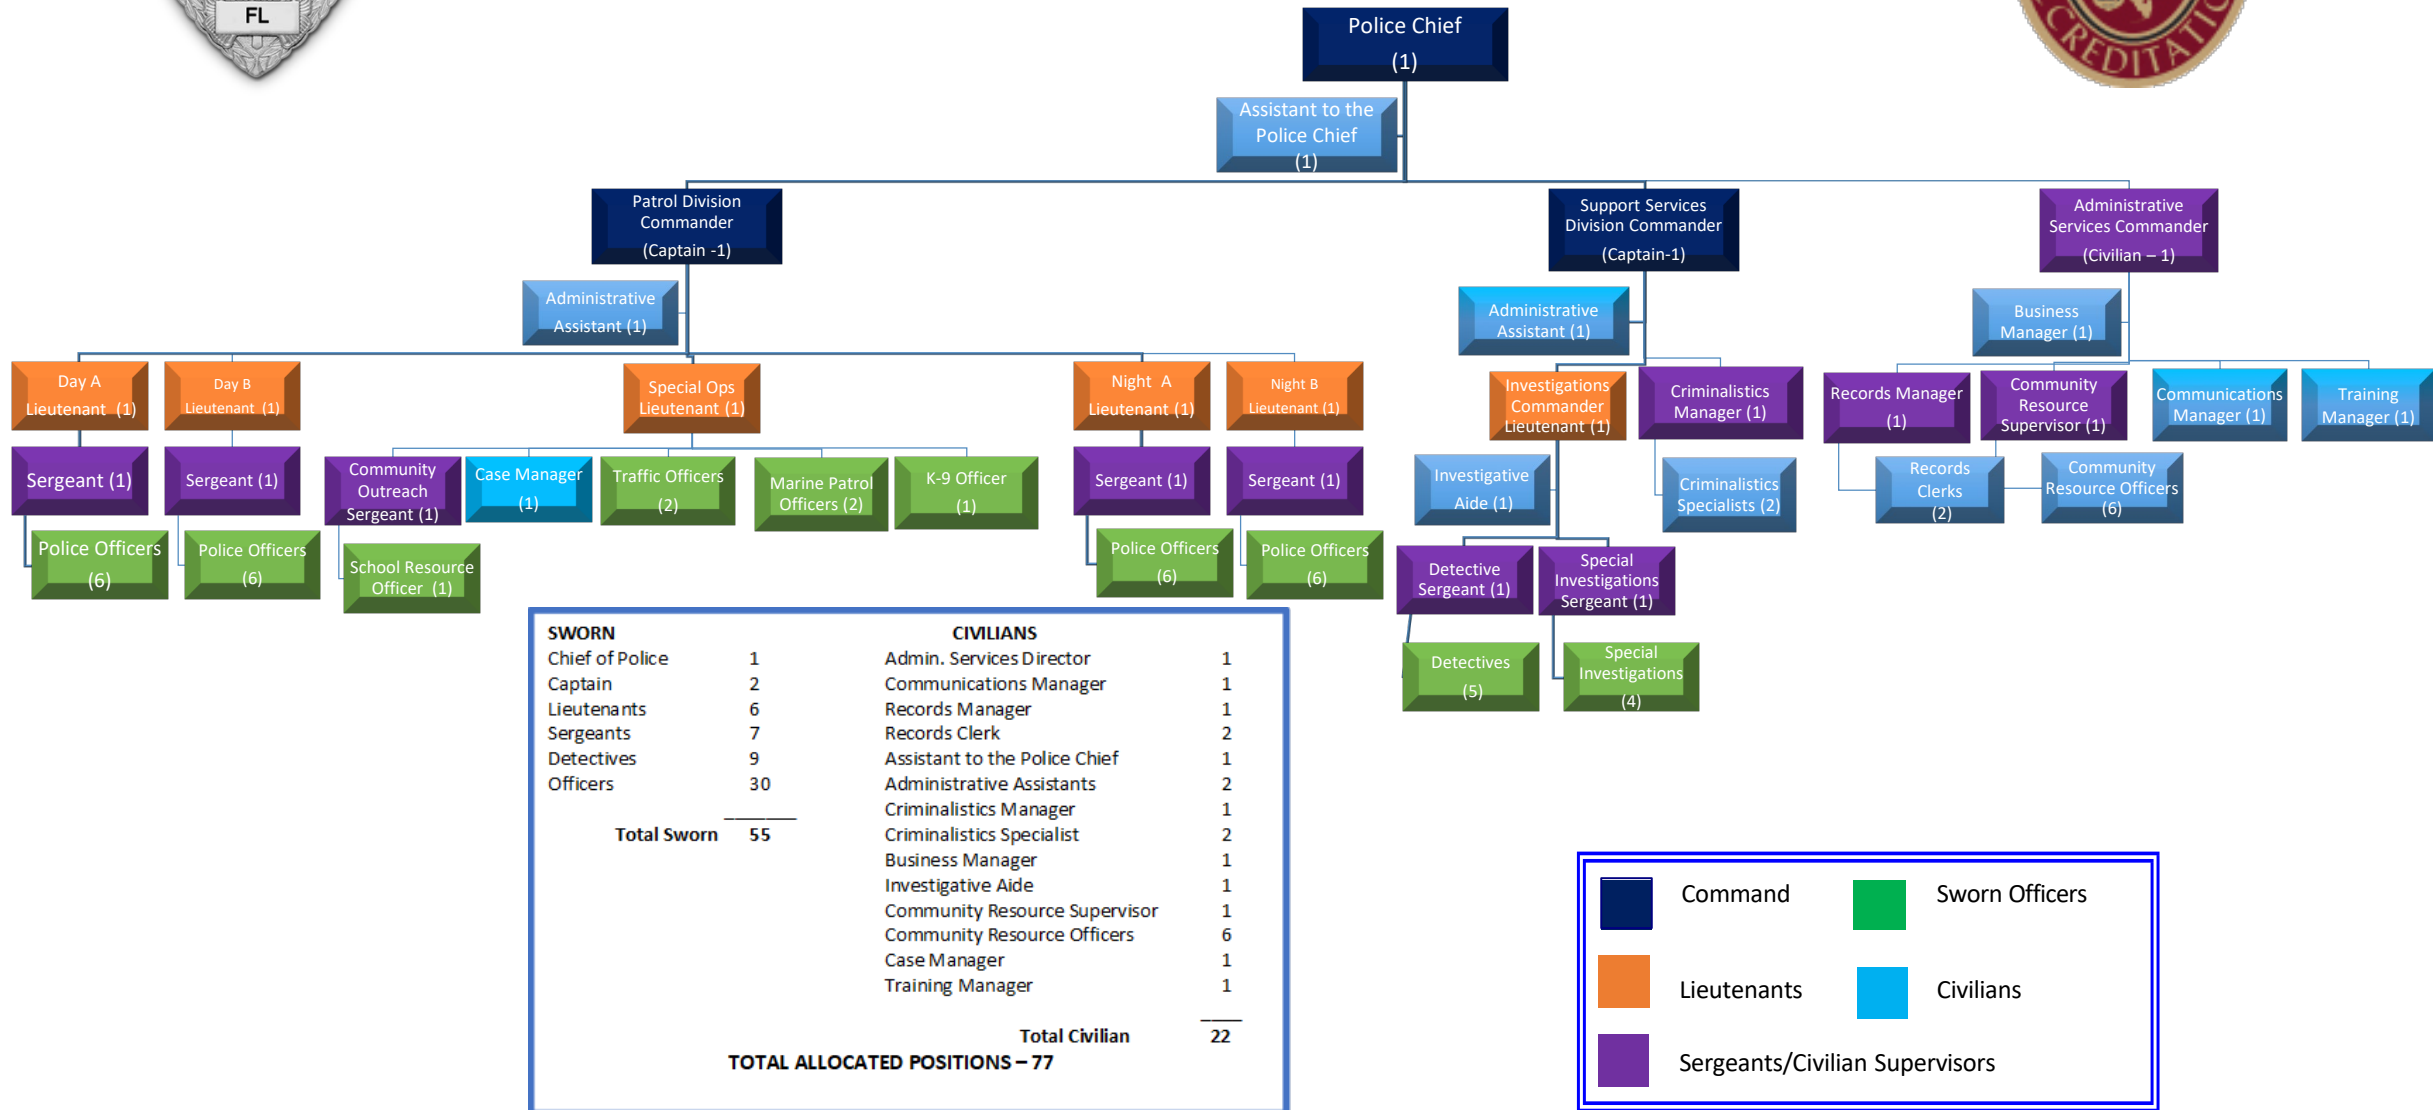 FL
CREDITATIO
Police Chief
(1)
Assistant to the
Police Chief
(1)
Patrol Division
Commander
(Captain -1)
Support Services
Division Commander
(Captain-1)
Administrative
Services Commander
(Civilian – 1)
Administrative
Assistant (1)
Administrative
Assistant (1)
Business
Manager (1)
Day A
Lieutenant (1)
Day B
Lieutenant (1)
Special Ops
Lieutenant (1)
Night A
Lieutenant (1)
Night B
Lieutenant (1)
Investigations
Commander
Lieutenant (1)
Criminalistics
Manager (1)
Records Manager
(1)
Community
Resource
Supervisor (1)
Communications
Manager (1)
Training
Manager (1)
Sergeant (1)
Sergeant (1)
Community
Outreach
Sergeant (1)
Case Manager
(1)
Traffic Officers
(2)
Marine Patrol
Officers (2)
K-9 Officer
(1)
Sergeant (1)
Sergeant (1)
Investigative
Aide (1)
Criminalistics
Specialists (2)
Records
Clerks
(2)
Community
Resource Officers
(6)
Police Officers
(6)
Police Officers
(6)
School Resource
Officer (1)
Police Officers
(6)
Police Officers
(6)
Detective
Sergeant (1)
Special
Investigations
Sergeant (1)
Detectives
(5)
Special
Investigations
(4)
SWORN
Chief of Police 1
Captain 2
Lieutenants 6
Sergeants 7
Detectives 9
Officers 30
Total Sworn 55
CIVILIANS
Admin. Services Director 1
Communications Manager 1
Records Manager 1
Records Clerk 2
Assistant to the Police Chief 1
Administrative Assistants 2
Criminalistics Manager 1
Criminalistics Specialist 2
Business Manager 1
Investigative Aide 1
Community Resource Supervisor 1
Community Resource Officers 6
Case Manager 1
Training Manager 1
Total Civilian 22
TOTAL ALLOCATED POSITIONS – 77
Command
Sworn Officers
Lieutenants
Civilians
Sergeants/Civilian Supervisors